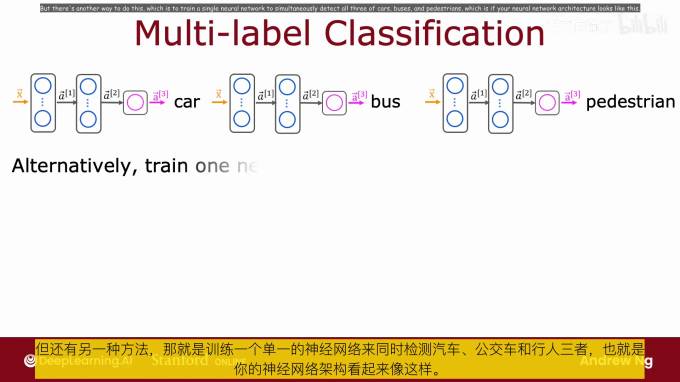 But there's another way to do this, which is to train a single neural network to simultaneously detect all three of cars, buses, and pedestrians, which is if your neural network architecture looks like this,
bilibili
Multi-label Classification
x⃗ a⃗[1] a⃗[2] a⃗[3] car x⃗ a⃗[1] a⃗[2] a⃗[3] bus x⃗ a⃗[1] a⃗[2] a⃗[3] pedestrian
Alternatively, train one ne
DeepLearning.AI Stanford ONLINE Andrew Ng
但还有另一种方法，那就是训练一个单一的神经网络来同时检测汽车、公交车和行人三者，也就是
你的神经网络架构看起来像这样。